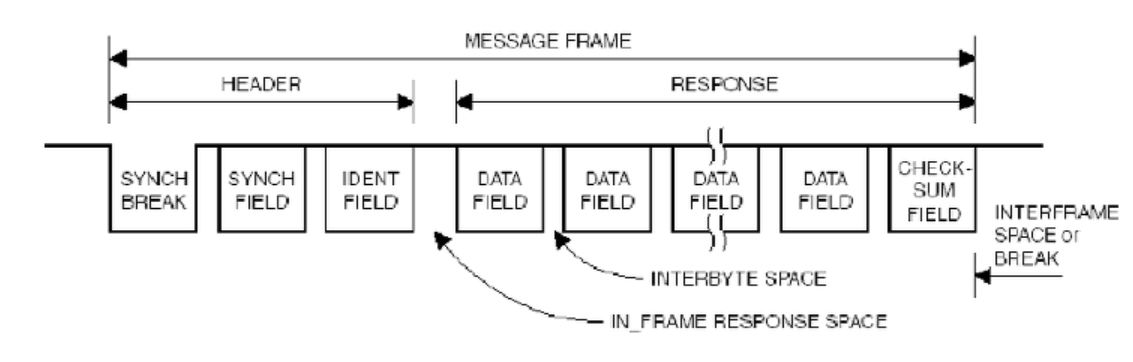 MESSAGE FRAME
HEADER
RESPONSE
SYNCH
BREAK
SYNCH
FIELD
IDENT
FIELD
DATA
FIELD
DATA
FIELD
DATA
FIELD
DATA
FIELD
CHECK-
SUM
FIELD
INTERFRAME
SPACE or
BREAK
INTERBYTE SPACE
IN_FRAME RESPONSE SPACE